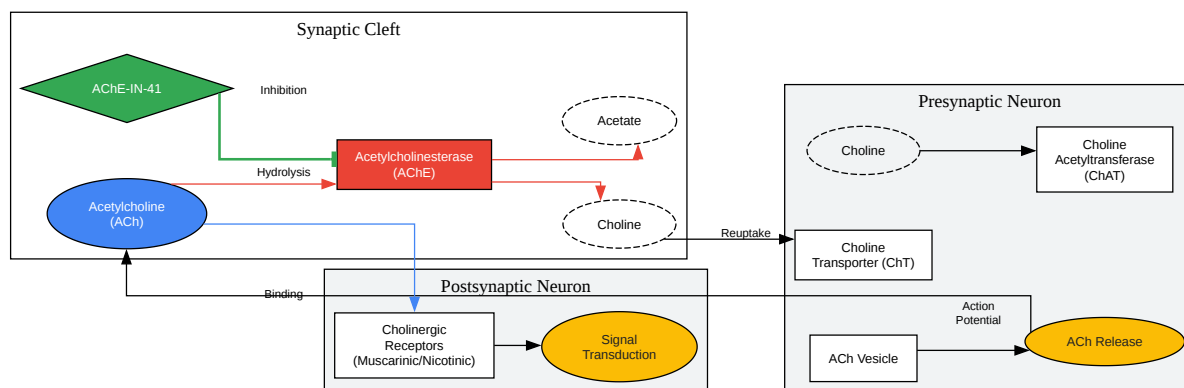 Synaptic Cleft
AChE-IN-41
Inhibition
Acetate
Acetylcholinesterase
(AChE)
Hydrolysis
Acetylcholine
(ACh)
Choline
Reuptake
Presynaptic Neuron
Choline
Choline
Acetyltransferase
(ChAT)
Choline
Transporter (ChT)
Postsynaptic Neuron
Binding
Cholinergic
Receptors
(Muscarinic/Nicotinic)
Signal
Transduction
Action
Potential
ACh Vesicle
ACh Release